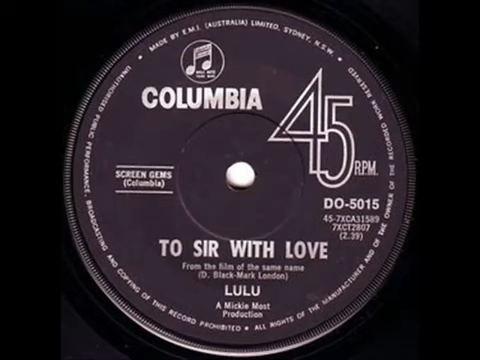 MADE BY E.M.I. (AUSTRALIA) LIMITED, SYDNEY, N.S.W.
ALL RIGHTS OF THE MANUFACTURER AND OF THE OWNER OF THE RECORDED WORK RESERVED
UNAUTHORISED PUBLIC PERFORMANCE, BROADCASTING AND COPYING OF THIS RECORD PROHIBITED
COLUMBIA
45
R.P.M.
SCREEN GEMS
(Columbia)
DO-5015
45-7XCA31589
7XCT2807
(2.39)
TO SIR WITH LOVE
From the film of the same name
(D. Black-Mark London)
LULU
A Mickie Most
Production